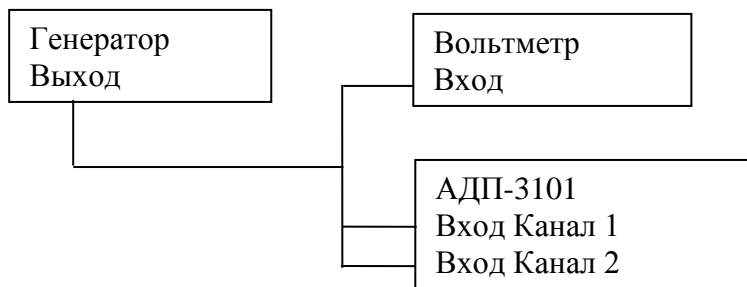 Генератор
Выход
Вольтметр
Вход
АДП-3101
Вход Канал 1
Вход Канал 2